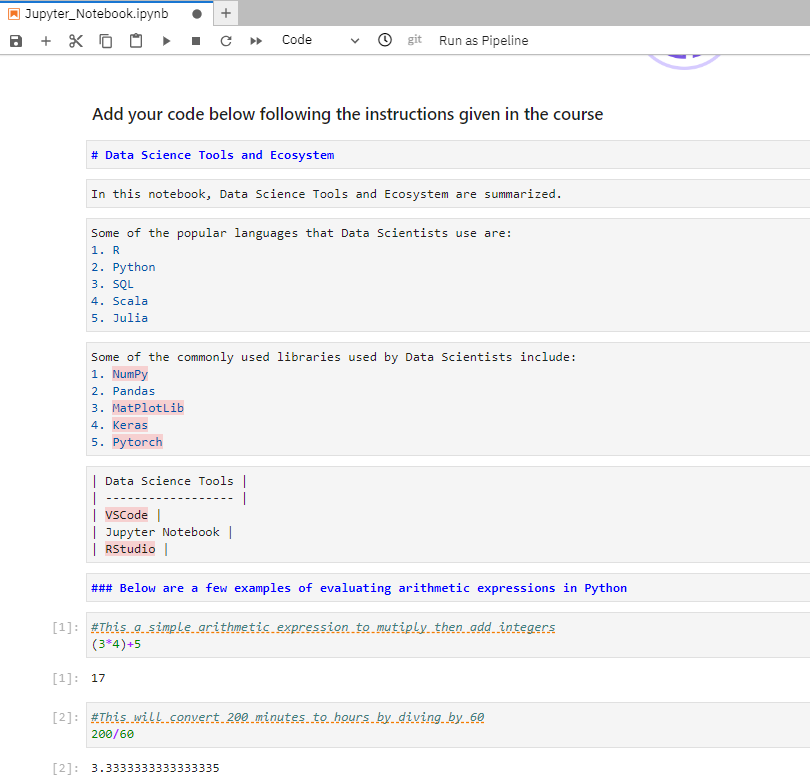 Jupyter_Notebook.ipynb
Code git Run as Pipeline
Add your code below following the instructions given in the course
# Data Science Tools and Ecosystem
In this notebook, Data Science Tools and Ecosystem are summarized.
Some of the popular languages that Data Scientists use are:
1. R
2. Python
3. SQL
4. Scala
5. Julia
Some of the commonly used libraries used by Data Scientists include:
1. NumPy
2. Pandas
3. MatPlotLib
4. Keras
5. Pytorch
| Data Science Tools |
| ------------------ |
| VSCode |
| Jupyter Notebook |
| RStudio |
### Below are a few examples of evaluating arithmetic expressions in Python
[1]: #This a simple arithmetic expression to mutiply then add integers
(3*4)+5
[1]: 17
[2]: #This will convert 200 minutes to hours by diving by 60
200/60
[2]: 3.3333333333333335